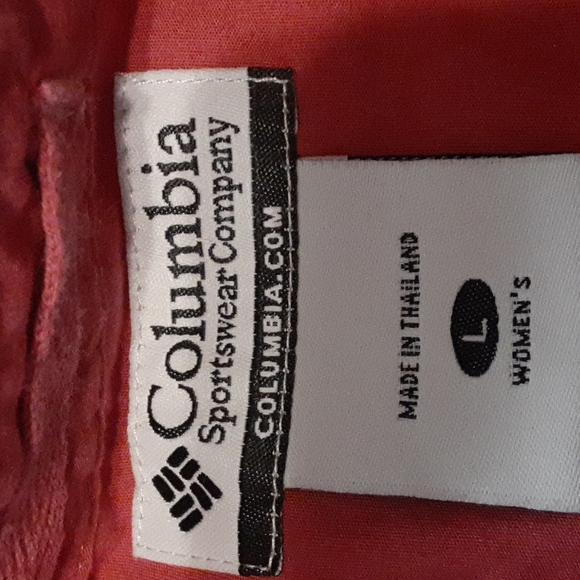 Columbia
Sportswear Company
COLUMBIA.COM
MADE IN THAILAND
L
WOMEN'S